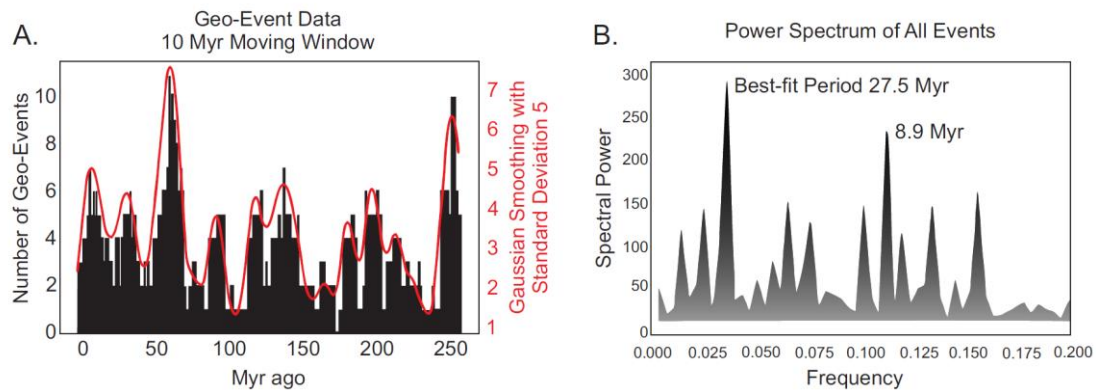 A.
Geo-Event Data
10 Myr Moving Window
Number of Geo-Events
10
8
6
4
2
0
0
50
100
150
200
250
Myr ago
7
6
5
4
3
2
1
Gaussian Smoothing with
Standard Deviation 5
B.
Power Spectrum of All Events
Spectral Power
300
250
200
150
100
50
0
Best-fit Period 27.5 Myr
8.9 Myr
0.000
0.025
0.050
0.075
0.100
0.125
0.150
0.175
0.200
Frequency